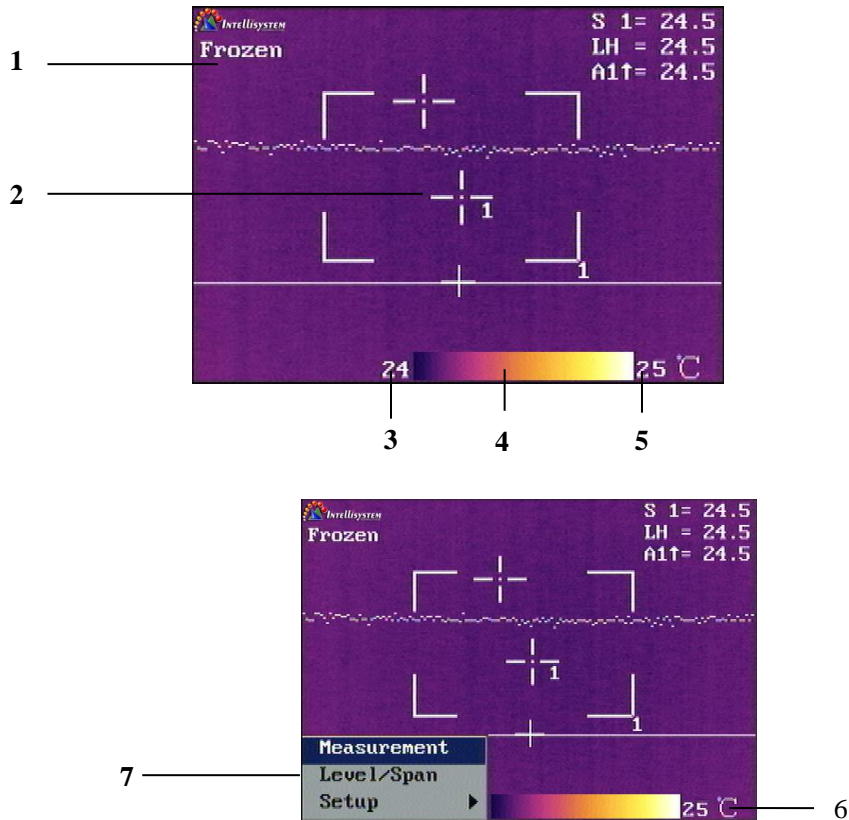 INTELLISYSTEM
S 1= 24.5
Frozen
LH = 24.5
A1↑= 24.5
1
2
1
1
24
25 °C
3
4
5
INTELLISYSTEM
S 1= 24.5
Frozen
LH = 24.5
A1↑= 24.5
1
1
Measurement
7
Level/Span
Setup ▶
25 °C
6